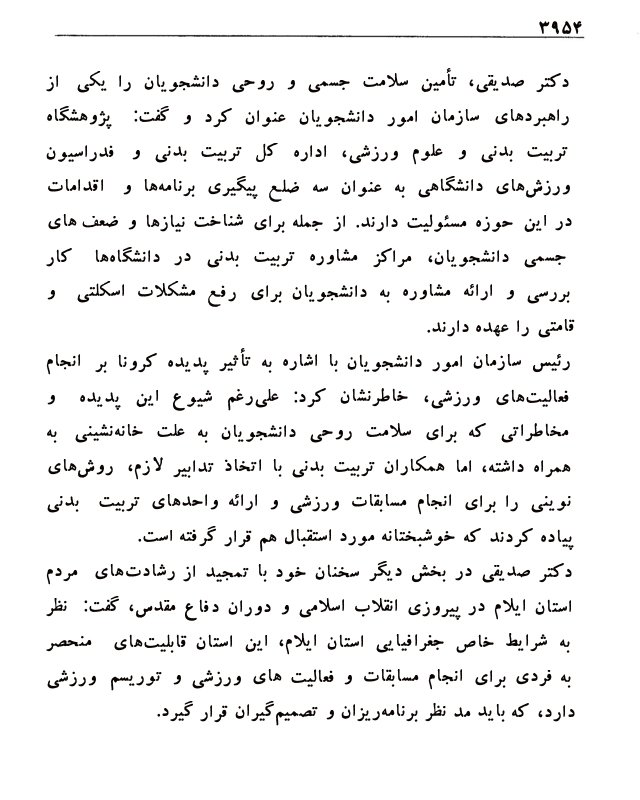 ۳۹۵۴
دکتر صدیقی، تأمین سلامت جسمی و روحی دانشجویان را یکی از
راهبردهای سازمان امور دانشجویان عنوان کرد و گفت: پژوهشگاه
تربیت بدنی و علوم ورزشی، اداره کل تربیت بدنی و فدراسیون
ورزش‌های دانشگاهی به عنوان سه ضلع پیگیری برنامه‌ها و اقدامات
در این حوزه مسئولیت دارند. از جمله برای شناخت نیازها و ضعف های
جسمی دانشجویان، مراکز مشاوره تربیت بدنی در دانشگاه‌ها کار
بررسی و ارائه مشاوره به دانشجویان برای رفع مشکلات اسکلتی و
قامتی را عهده دارند.
رئیس سازمان امور دانشجویان با اشاره به تأثیر پدیده کرونا بر انجام
فعالیت‌های ورزشی، خاطرنشان کرد: علی‌رغم شیوع این پدیده و
مخاطراتی که برای سلامت روحی دانشجویان به علت خانه‌نشینی به
همراه داشته، اما همکاران تربیت بدنی با اتخاذ تدابیر لازم، روش‌های
نوینی را برای انجام مسابقات ورزشی و ارائه واحدهای تربیت بدنی
پیاده کردند که خوشبختانه مورد استقبال هم قرار گرفته است.
دکتر صدیقی در بخش دیگر سخنان خود با تمجید از رشادت‌های مردم
استان ایلام در پیروزی انقلاب اسلامی و دوران دفاع مقدس، گفت: نظر
به شرایط خاص جغرافیایی استان ایلام، این استان قابلیت‌های منحصر
به فردی برای انجام مسابقات و فعالیت های ورزشی و توریسم ورزشی
دارد، که باید مد نظر برنامه‌ریزان و تصمیم‌گیران قرار گیرد.